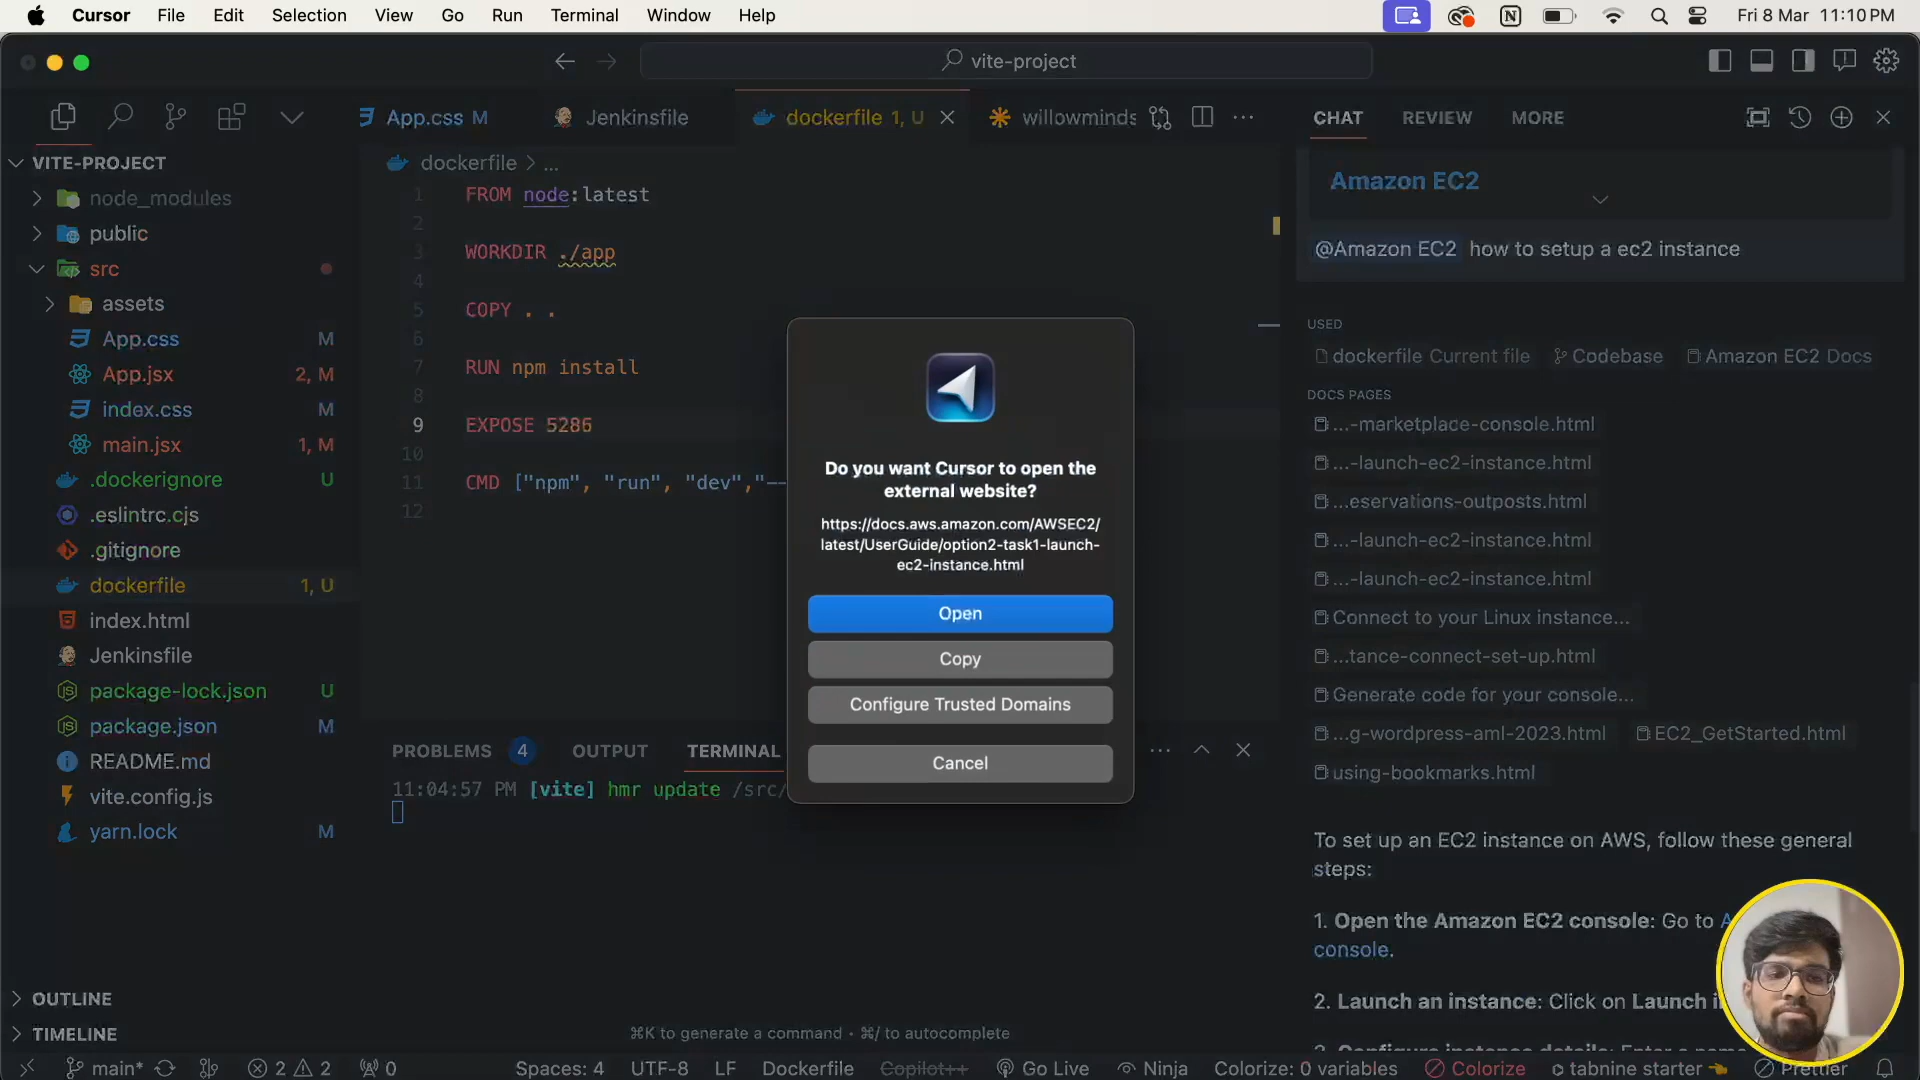 Cursor File Edit Selection View Go Run Terminal Window Help Fri 8 Mar 11:10 PM
vite-project
App.css M Jenkinsfile dockerfile 1, U willowminds CHAT REVIEW MORE
VITE-PROJECT
node_modules
public
src
assets
App.css M
App.jsx 2, M
index.css M
main.jsx 1, M
.dockerignore U
.eslintrc.cjs
.gitignore
dockerfile 1, U
index.html
Jenkinsfile
package-lock.json U
package.json M
README.md
vite.config.js
yarn.lock M
OUTLINE
TIMELINE
dockerfile > ...
1 FROM node:latest
2
3 WORKDIR ./app
4
5 COPY . .
6
7 RUN npm install
8
9 EXPOSE 5286
10
11 CMD ["npm", "run", "dev","--
12
PROBLEMS 4 OUTPUT TERMINAL ...
11:04:57 PM [vite] hmr update /src/
⌘K to generate a command · ⌘/ to autocomplete
Do you want Cursor to open the
external website?
https://docs.aws.amazon.com/AWSEC2/
latest/UserGuide/option2-task1-launch-
ec2-instance.html
Open
Copy
Configure Trusted Domains
Cancel
Amazon EC2
@Amazon EC2 how to setup a ec2 instance
USED
dockerfile Current file Codebase Amazon EC2 Docs
DOCS PAGES
...-marketplace-console.html
...-launch-ec2-instance.html
...eservations-outposts.html
...-launch-ec2-instance.html
...-launch-ec2-instance.html
Connect to your Linux instance...
...tance-connect-set-up.html
Generate code for your console...
...g-wordpress-aml-2023.html EC2_GetStarted.html
using-bookmarks.html
To set up an EC2 instance on AWS, follow these general
steps:
1. Open the Amazon EC2 console: Go to
console.
2. Launch an instance: Click on Launch
main* 2 2 0 Spaces: 4 UTF-8 LF Dockerfile Copilot++ Go Live Ninja Colorize: 0 variables Colorize tabnine starter Prettier